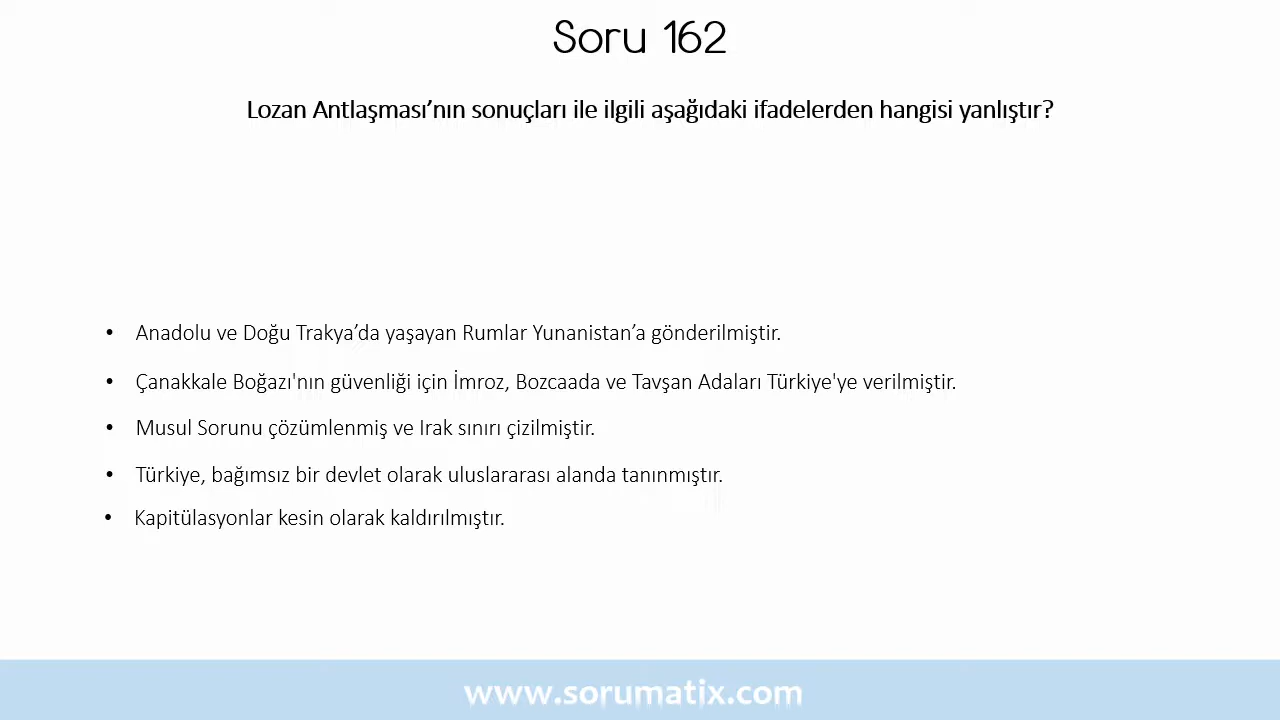 Soru 162
Lozan Antlaşması’nın sonuçları ile ilgili aşağıdaki ifadelerden hangisi yanlıştır?
• Anadolu ve Doğu Trakya’da yaşayan Rumlar Yunanistan’a gönderilmiştir.
• Çanakkale Boğazı'nın güvenliği için İmroz, Bozcaada ve Tavşan Adaları Türkiye'ye verilmiştir.
• Musul Sorunu çözümlenmiş ve Irak sınırı çizilmiştir.
• Türkiye, bağımsız bir devlet olarak uluslararası alanda tanınmıştır.
• Kapitülasyonlar kesin olarak kaldırılmıştır.
www.sorumatix.com